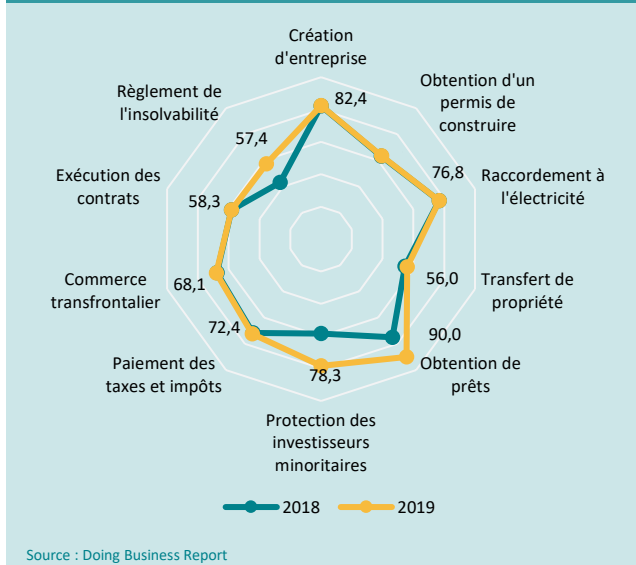 Création
d'entreprise
Obtention d'un
permis de
construire
Raccordement à
l'électricité
Transfert de
propriété
Obtention de
prêts
Protection des
investisseurs
minoritaires
Paiement des
taxes et impôts
Commerce
transfrontalier
Exécution des
contrats
Règlement de
l'insolvabilité
82,4
76,8
56,0
90,0
78,3
72,4
68,1
58,3
57,4
2018
2019
Source : Doing Business Report